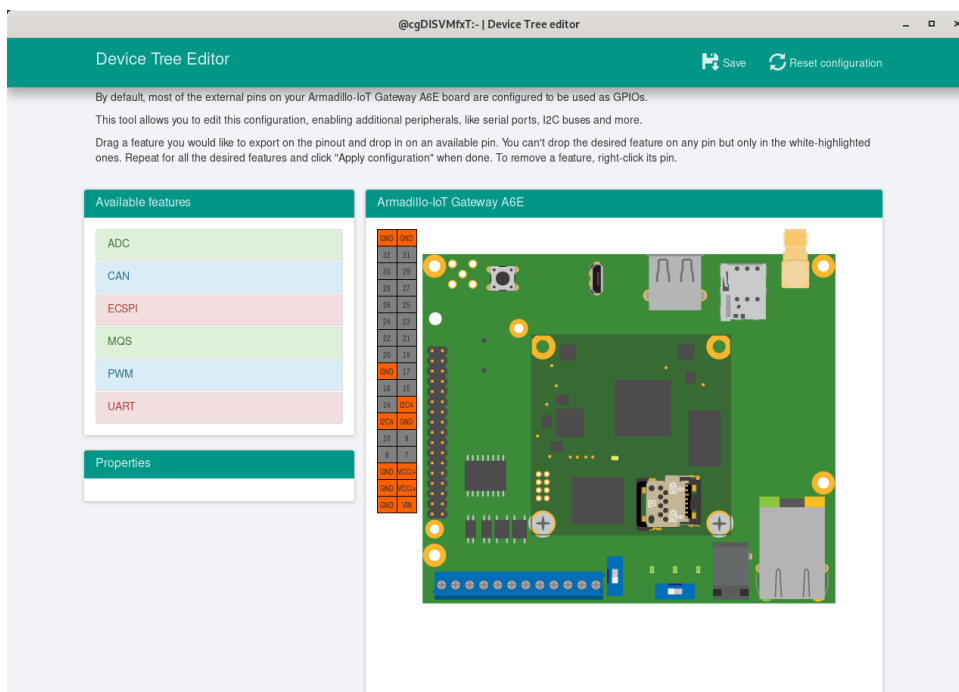 @cgDISVMfxT:- | Device Tree editor
Device Tree Editor
Save
Reset configuration
By default, most of the external pins on your Armadillo-IoT Gateway A6E board are configured to be used as GPIOs.
This tool allows you to edit this configuration, enabling additional peripherals, like serial ports, I2C buses and more.
Drag a feature you would like to export on the pinout and drop in on an available pin. You can't drop the desired feature on any pin but only in the white-highlighted
ones. Repeat for all the desired features and click "Apply configuration" when done. To remove a feature, right-click its pin.
Available features
ADC
CAN
ECSPI
MQS
PWM
UART
Properties
Armadillo-IoT Gateway A6E
GND GND
32 31
30
27
25
24 23
22 21
20 19
GND 17
16 15
14 I2C4
I2C4 GND
10 9
8 7
GND VCC(+
GND VCC(+
GND VIN